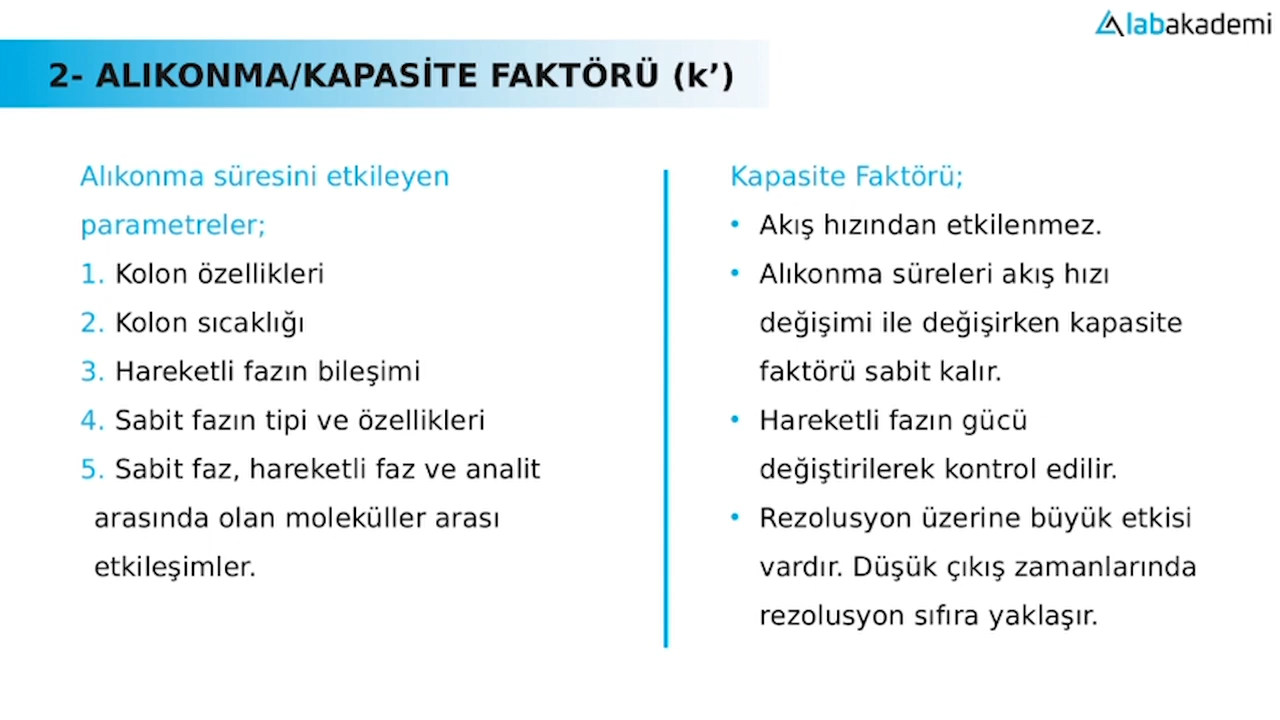 labakademi
2- ALIKONMA/KAPASİTE FAKTÖRÜ (k’)
Alıkonma süresini etkileyen
parametreler;
1. Kolon özellikleri
2. Kolon sıcaklığı
3. Hareketli fazın bileşimi
4. Sabit fazın tipi ve özellikleri
5. Sabit faz, hareketli faz ve analit
arasında olan moleküller arası
etkileşimler.
Kapasite Faktörü;
• Akış hızından etkilenmez.
• Alıkonma süreleri akış hızı
değişimi ile değişirken kapasite
faktörü sabit kalır.
• Hareketli fazın gücü
değiştirilerek kontrol edilir.
• Rezolusyon üzerine büyük etkisi
vardır. Düşük çıkış zamanlarında
rezolusyon sıfıra yaklaşır.